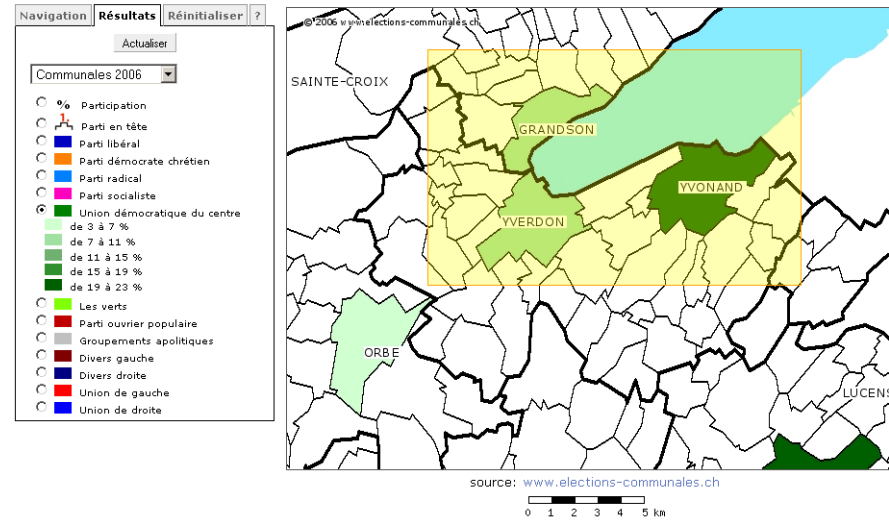 Navigation Résultats Réinitialiser ?
Actualiser
Communales 2006
% Participation
1. Parti en tête
Parti libéral
Parti démocrate chrétien
Parti radical
Parti socialiste
Union démocratique du centre
de 3 à 7 %
de 7 à 11 %
de 11 à 15 %
de 15 à 19 %
de 19 à 23 %
Les verts
Parti ouvrier populaire
Groupements apolitiques
Divers gauche
Divers droite
Union de gauche
Union de droite
© 2006 www.elections-communales.ch
SAINTE-CROIX
GRANDSON
YVONAND
YVERDON
ORBE
LUCENS
source: www.elections-communales.ch
0 1 2 3 4 5 km